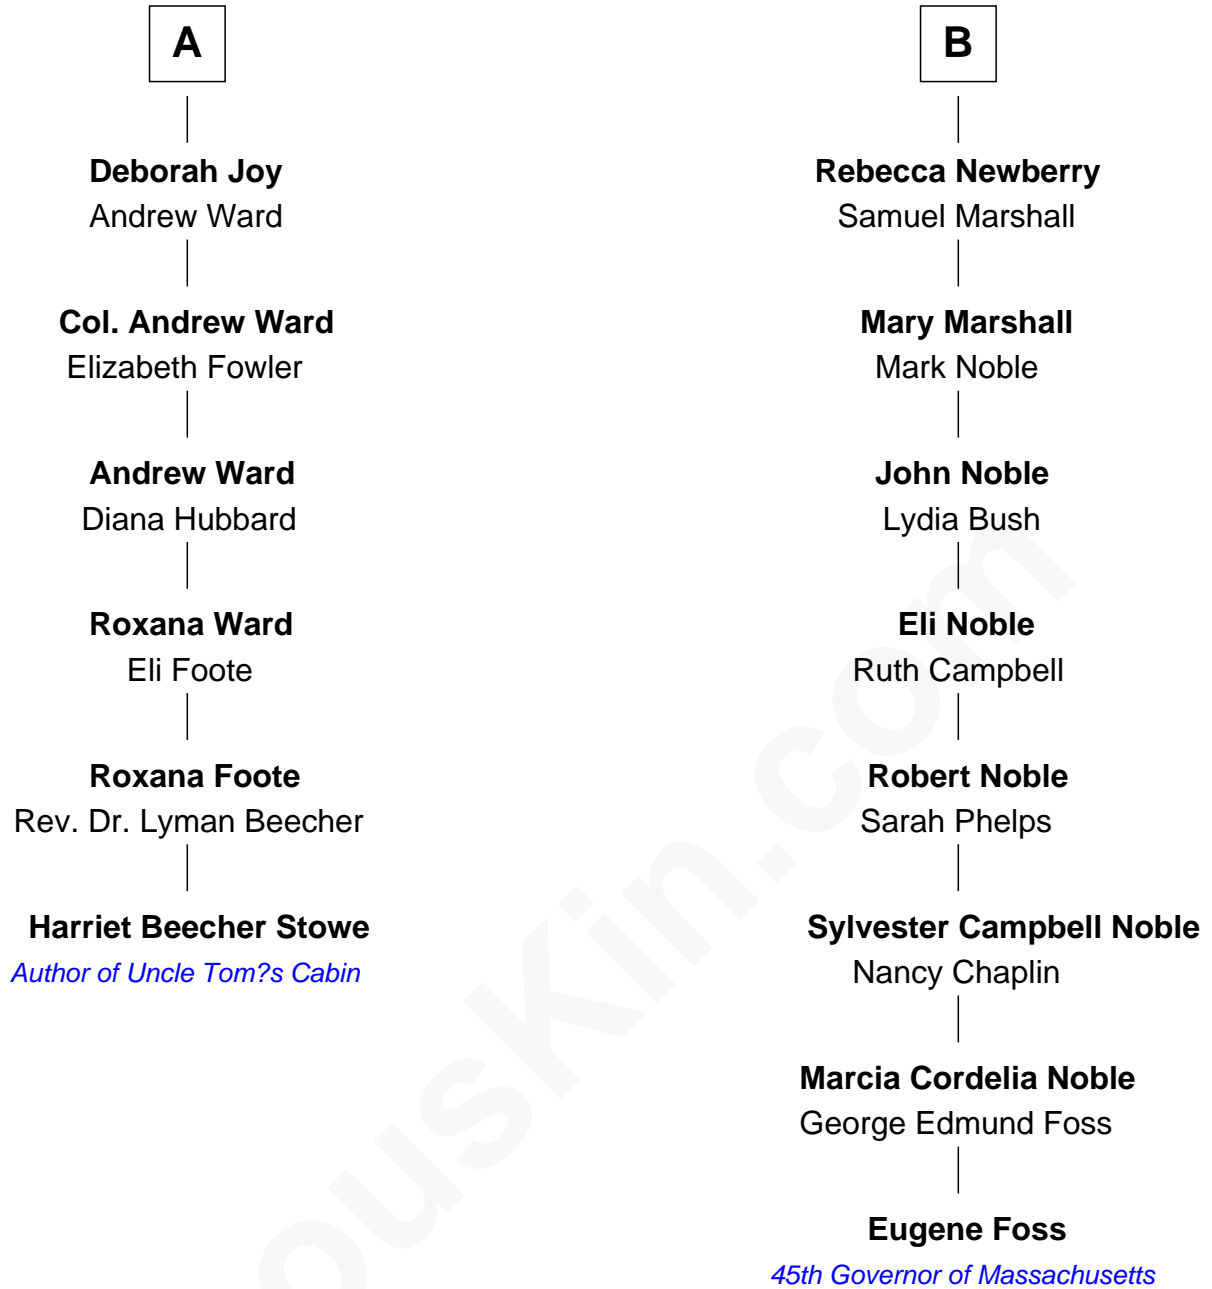 A
Deborah Joy
Andrew Ward
Col. Andrew Ward
Elizabeth Fowler
Andrew Ward
Diana Hubbard
Roxana Ward
Eli Foote
Roxana Foote
Rev. Dr. Lyman Beecher
Harriet Beecher Stowe
Author of Uncle Tom?s Cabin
B
Rebecca Newberry
Samuel Marshall
Mary Marshall
Mark Noble
John Noble
Lydia Bush
Eli Noble
Ruth Campbell
Robert Noble
Sarah Phelps
Sylvester Campbell Noble
Nancy Chaplin
Marcia Cordelia Noble
George Edmund Foss
Eugene Foss
45th Governor of Massachusetts
ousKin.com